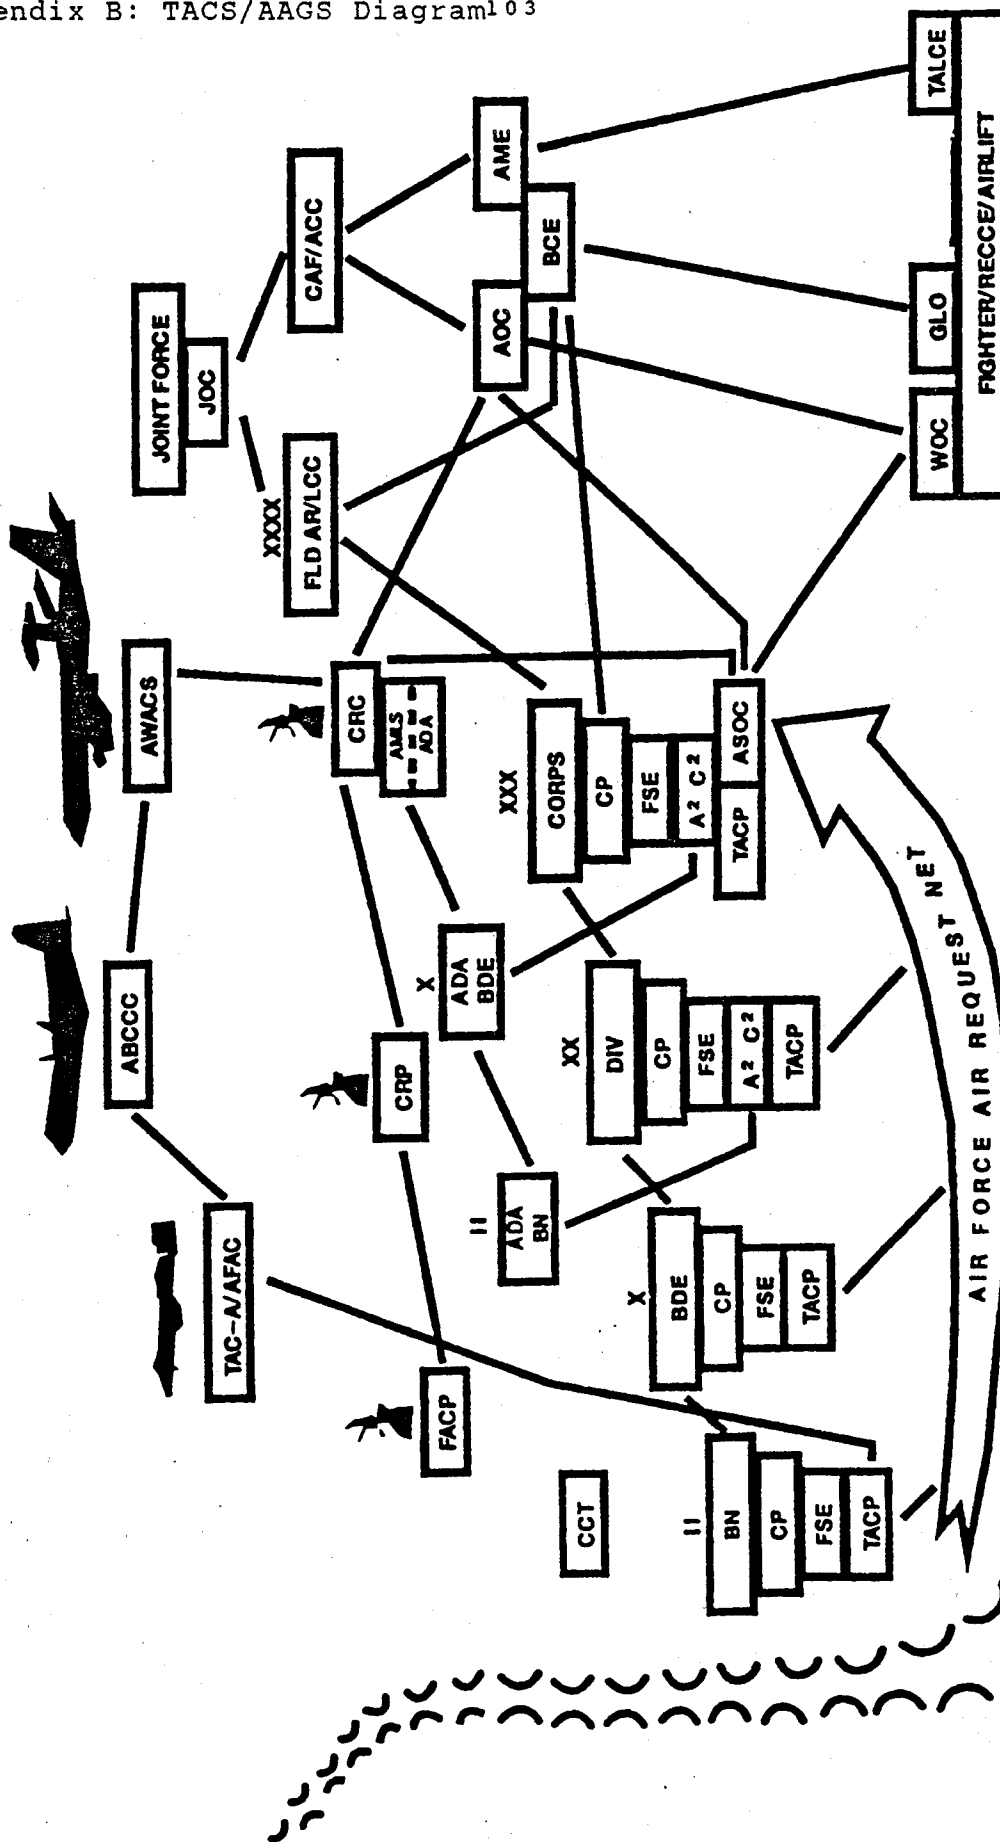 endix B: TACS/AAGS Diagram103
JOINT FORCE
JOC
CAF/ACC
XXXX
FLD AR/LCC
AME
AOC
BCE
TALCE
GLO
WOC
FIGHTER/RECCE/AIRLIFT
AWACS
ABCCC
TAC-A/AFAC
CRC
AMLS
ADA
CRP
FACP
X
ADA
BDE
II
ADA
BN
CCT
XXX
CORPS
CP
FSE
A² C²
TACP
ASOC
XX
DIV
CP
FSE
A² C²
TACP
X
BDE
CP
FSE
TACP
II
BN
CP
FSE
TACP
AIR FORCE AIR REQUEST NET